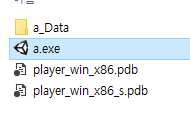 a_Data
a.exe
player_win_x86.pdb
player_win_x86_s.pdb